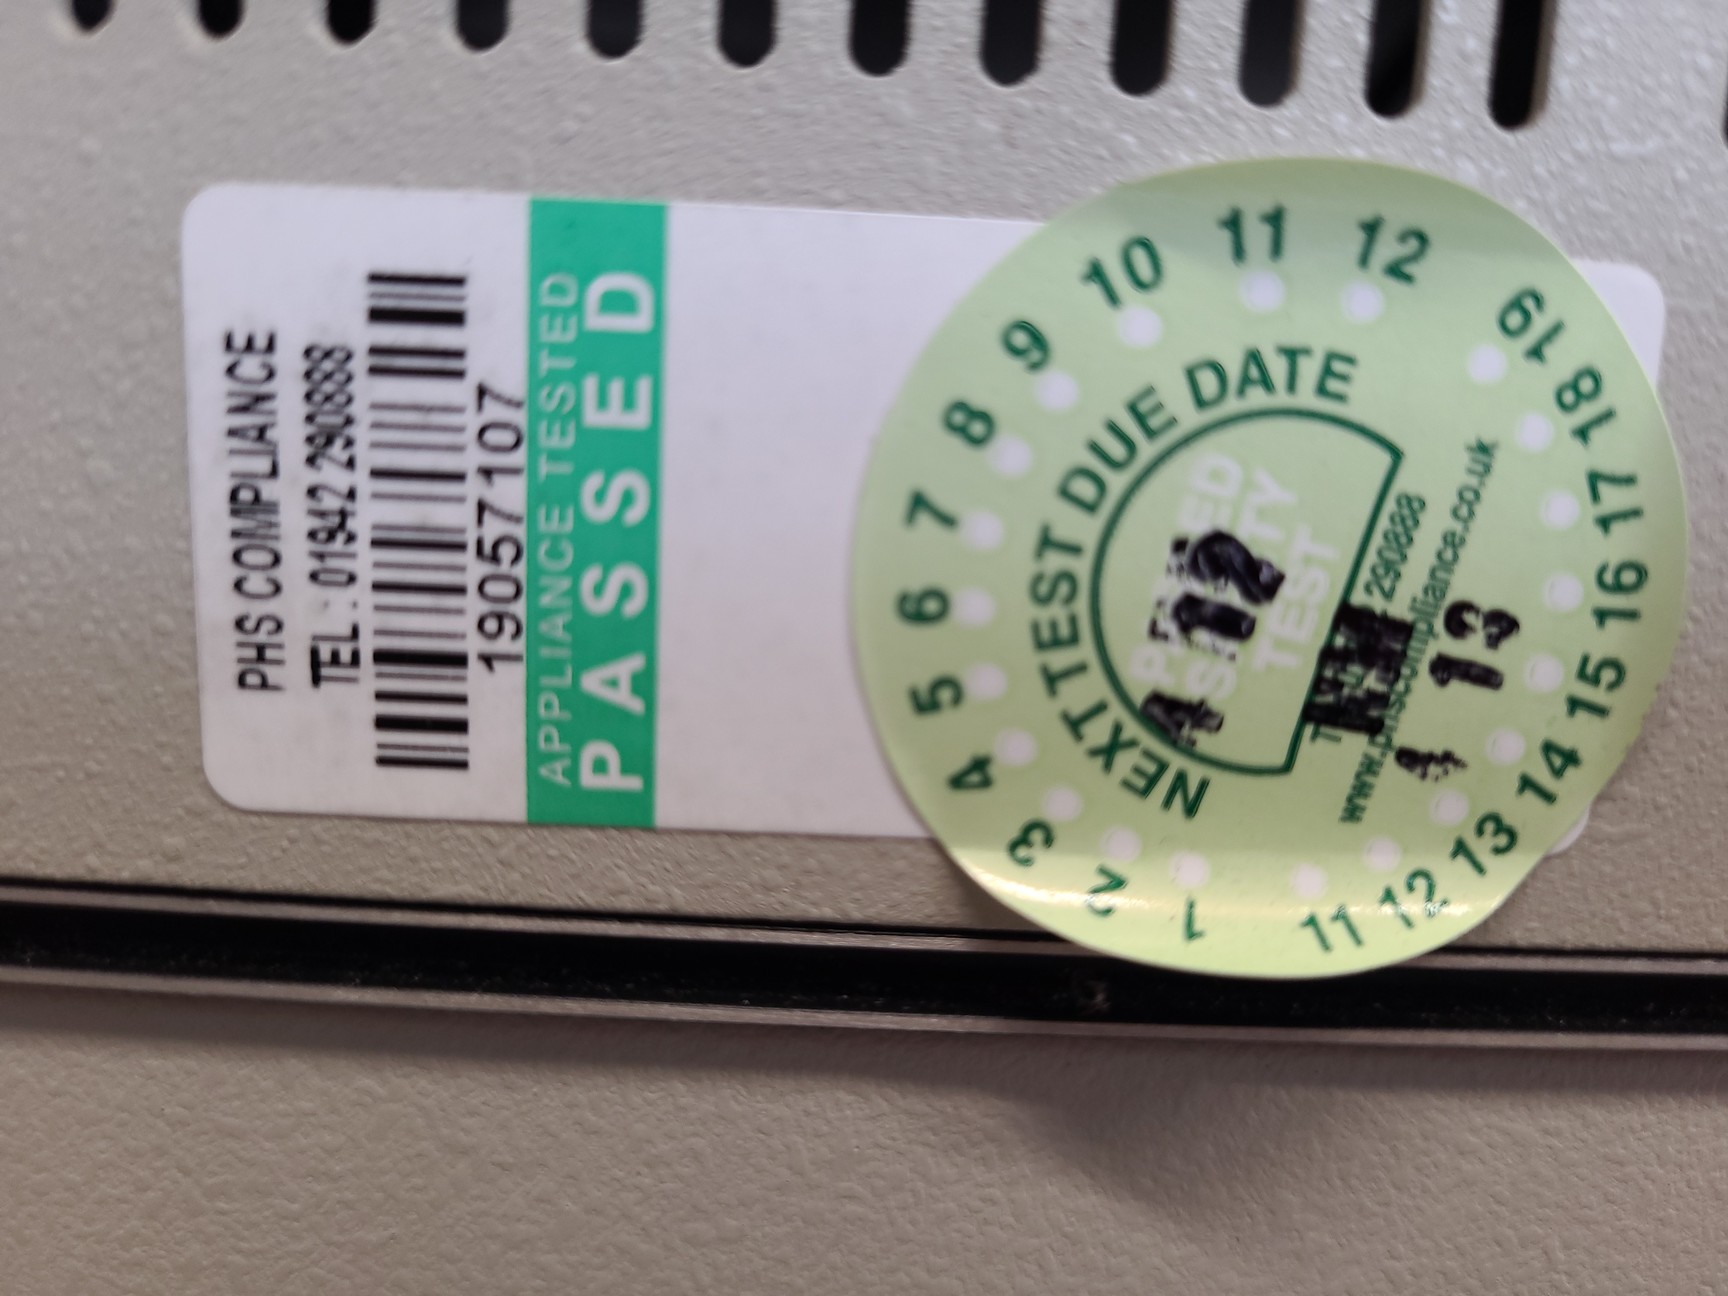 PHS COMPLIANCE
TEL : 01942 290888
19057107
APPLIANCE TESTED
PASSED
NEXT TEST DUE DATE
1 2 3 4 5 6 7 8 9 10 11 12
19 18 17 16 15 14 13 12 11
TEST
290888
www.phscompliance.co.uk
13